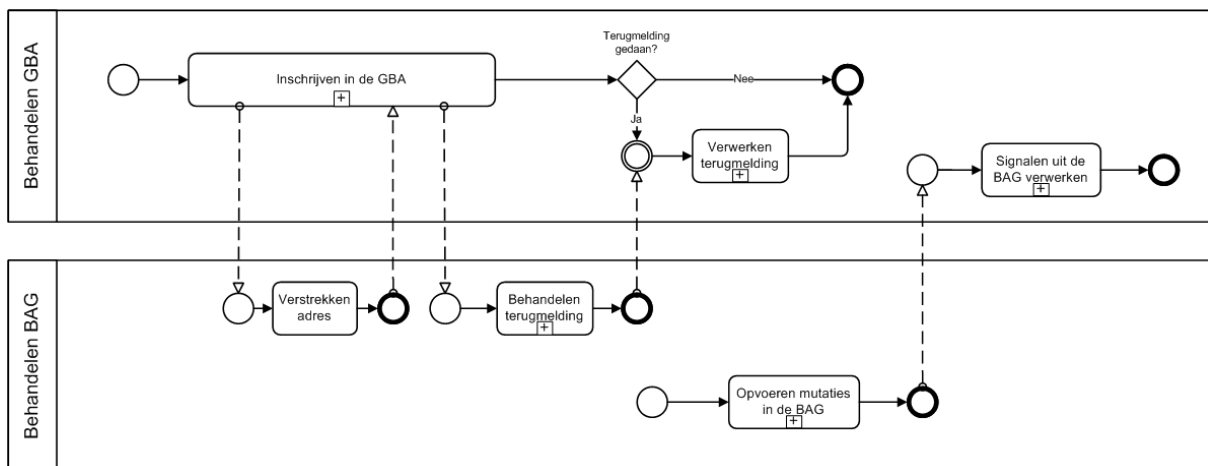 Behandelen GBA
Inschrijven in de GBA
Terugmelding
gedaan?
Nee
Ja
Verwerken
terugmelding
Signalen uit de
BAG verwerken
Behandelen BAG
Verstrekken
adres
Behandelen
terugmelding
Opvoeren mutaties
in de BAG